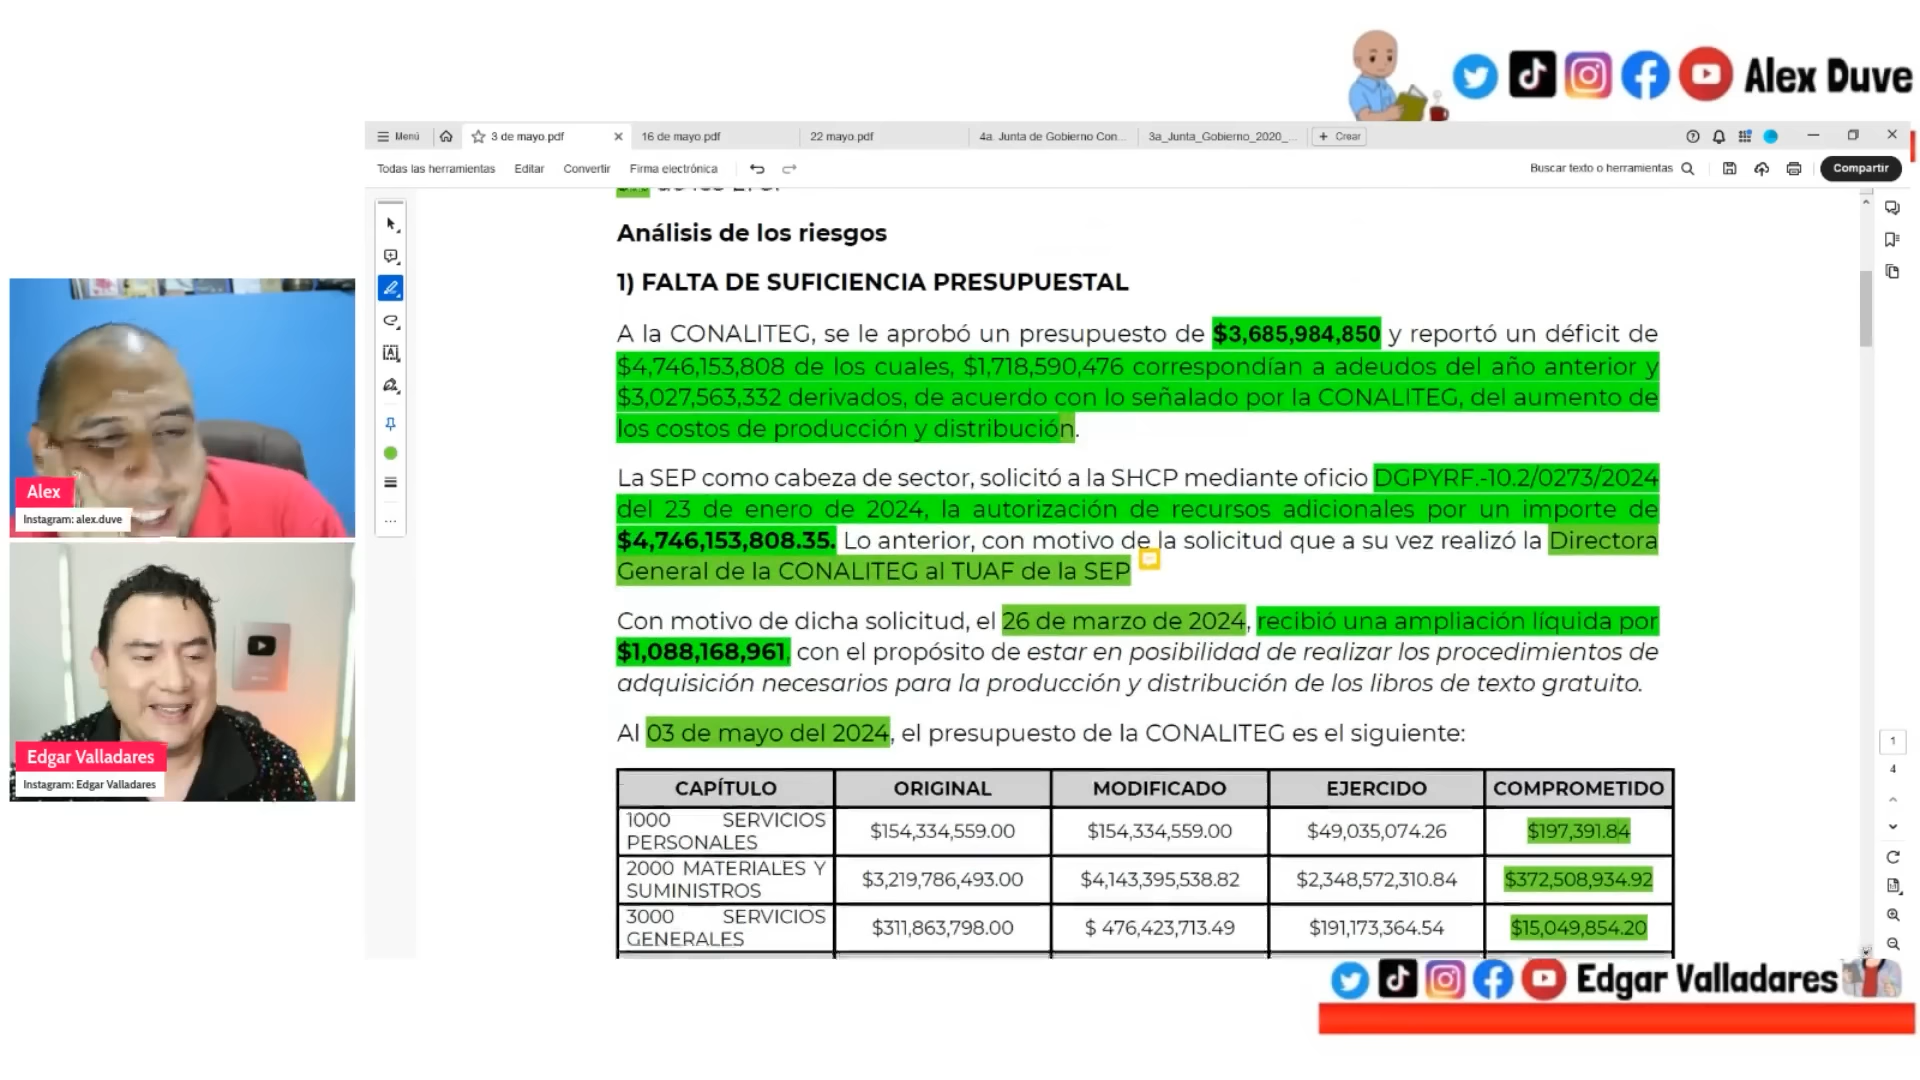 Alex Duve
Menú
3 de mayo.pdf
16 de mayo.pdf
22 mayo.pdf
4a. Junta de Gobierno Con...
3a_Junta_Gobierno_2020_...
+ Crear
Todas las herramientas
Editar
Convertir
Firma electrónica
Buscar texto o herramientas
Compartir
Análisis de los riesgos
1) FALTA DE SUFICIENCIA PRESUPUESTAL
A la CONALITEG, se le aprobó un presupuesto de $3,685,984,850 y reportó un déficit de
$4,746,153,808 de los cuales, $1,718,590,476 correspondían a adeudos del año anterior y
$3,027,563,332 derivados, de acuerdo con lo señalado por la CONALITEG, del aumento de
los costos de producción y distribución.
La SEP como cabeza de sector, solicitó a la SHCP mediante oficio DGPYRF.-10.2/0273/2024
del 23 de enero de 2024, la autorización de recursos adicionales por un importe de
$4,746,153,808.35. Lo anterior, con motivo de la solicitud que a su vez realizó la Directora
General de la CONALITEG al TUAF de la SEP
Con motivo de dicha solicitud, el 26 de marzo de 2024, recibió una ampliación líquida por
$1,088,168,961, con el propósito de estar en posibilidad de realizar los procedimientos de
adquisición necesarios para la producción y distribución de los libros de texto gratuito.
Al 03 de mayo del 2024, el presupuesto de la CONALITEG es el siguiente:
CAPÍTULO ORIGINAL MODIFICADO EJERCIDO COMPROMETIDO
1000 SERVICIOS
PERSONALES
$154,334,559.00 $154,334,559.00 $49,035,074.26 $197,391.84
2000 MATERIALES Y
SUMINISTROS
$3,219,786,493.00 $4,143,395,538.82 $2,348,572,310.84 $372,508,934.92
3000 SERVICIOS
GENERALES
$311,863,798.00 $ 476,423,713.49 $191,173,364.54 $15,049,854.20
1
4
Alex
Instagram: alex.duve
Edgar Valladares
Instagram: Edgar Valladares
Edgar Valladares